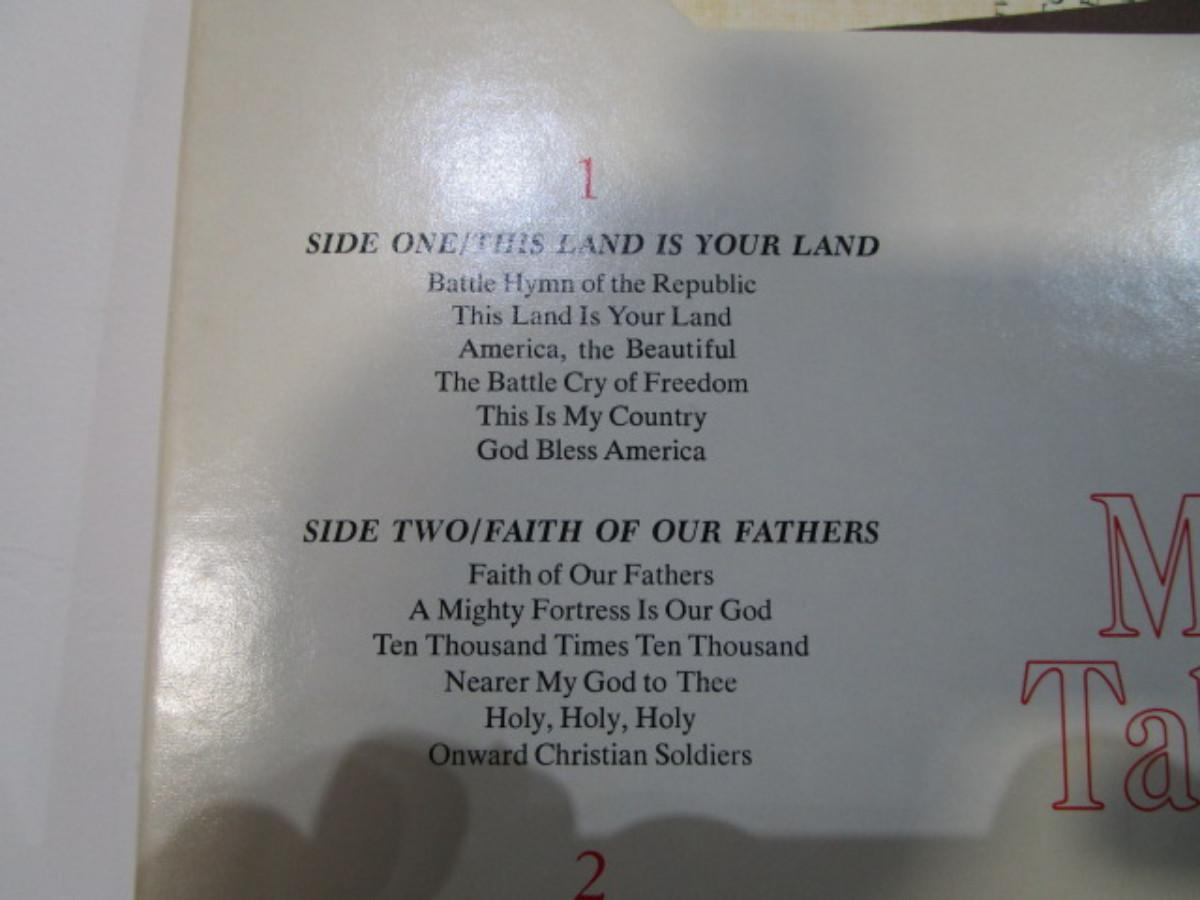 1
SIDE ONE/THIS LAND IS YOUR LAND
Battle Hymn of the Republic
This Land Is Your Land
America, the Beautiful
The Battle Cry of Freedom
This Is My Country
God Bless America
SIDE TWO/FAITH OF OUR FATHERS
Faith of Our Fathers
A Mighty Fortress Is Our God
Ten Thousand Times Ten Thousand
Nearer My God to Thee
Holy, Holy, Holy
Onward Christian Soldiers
2